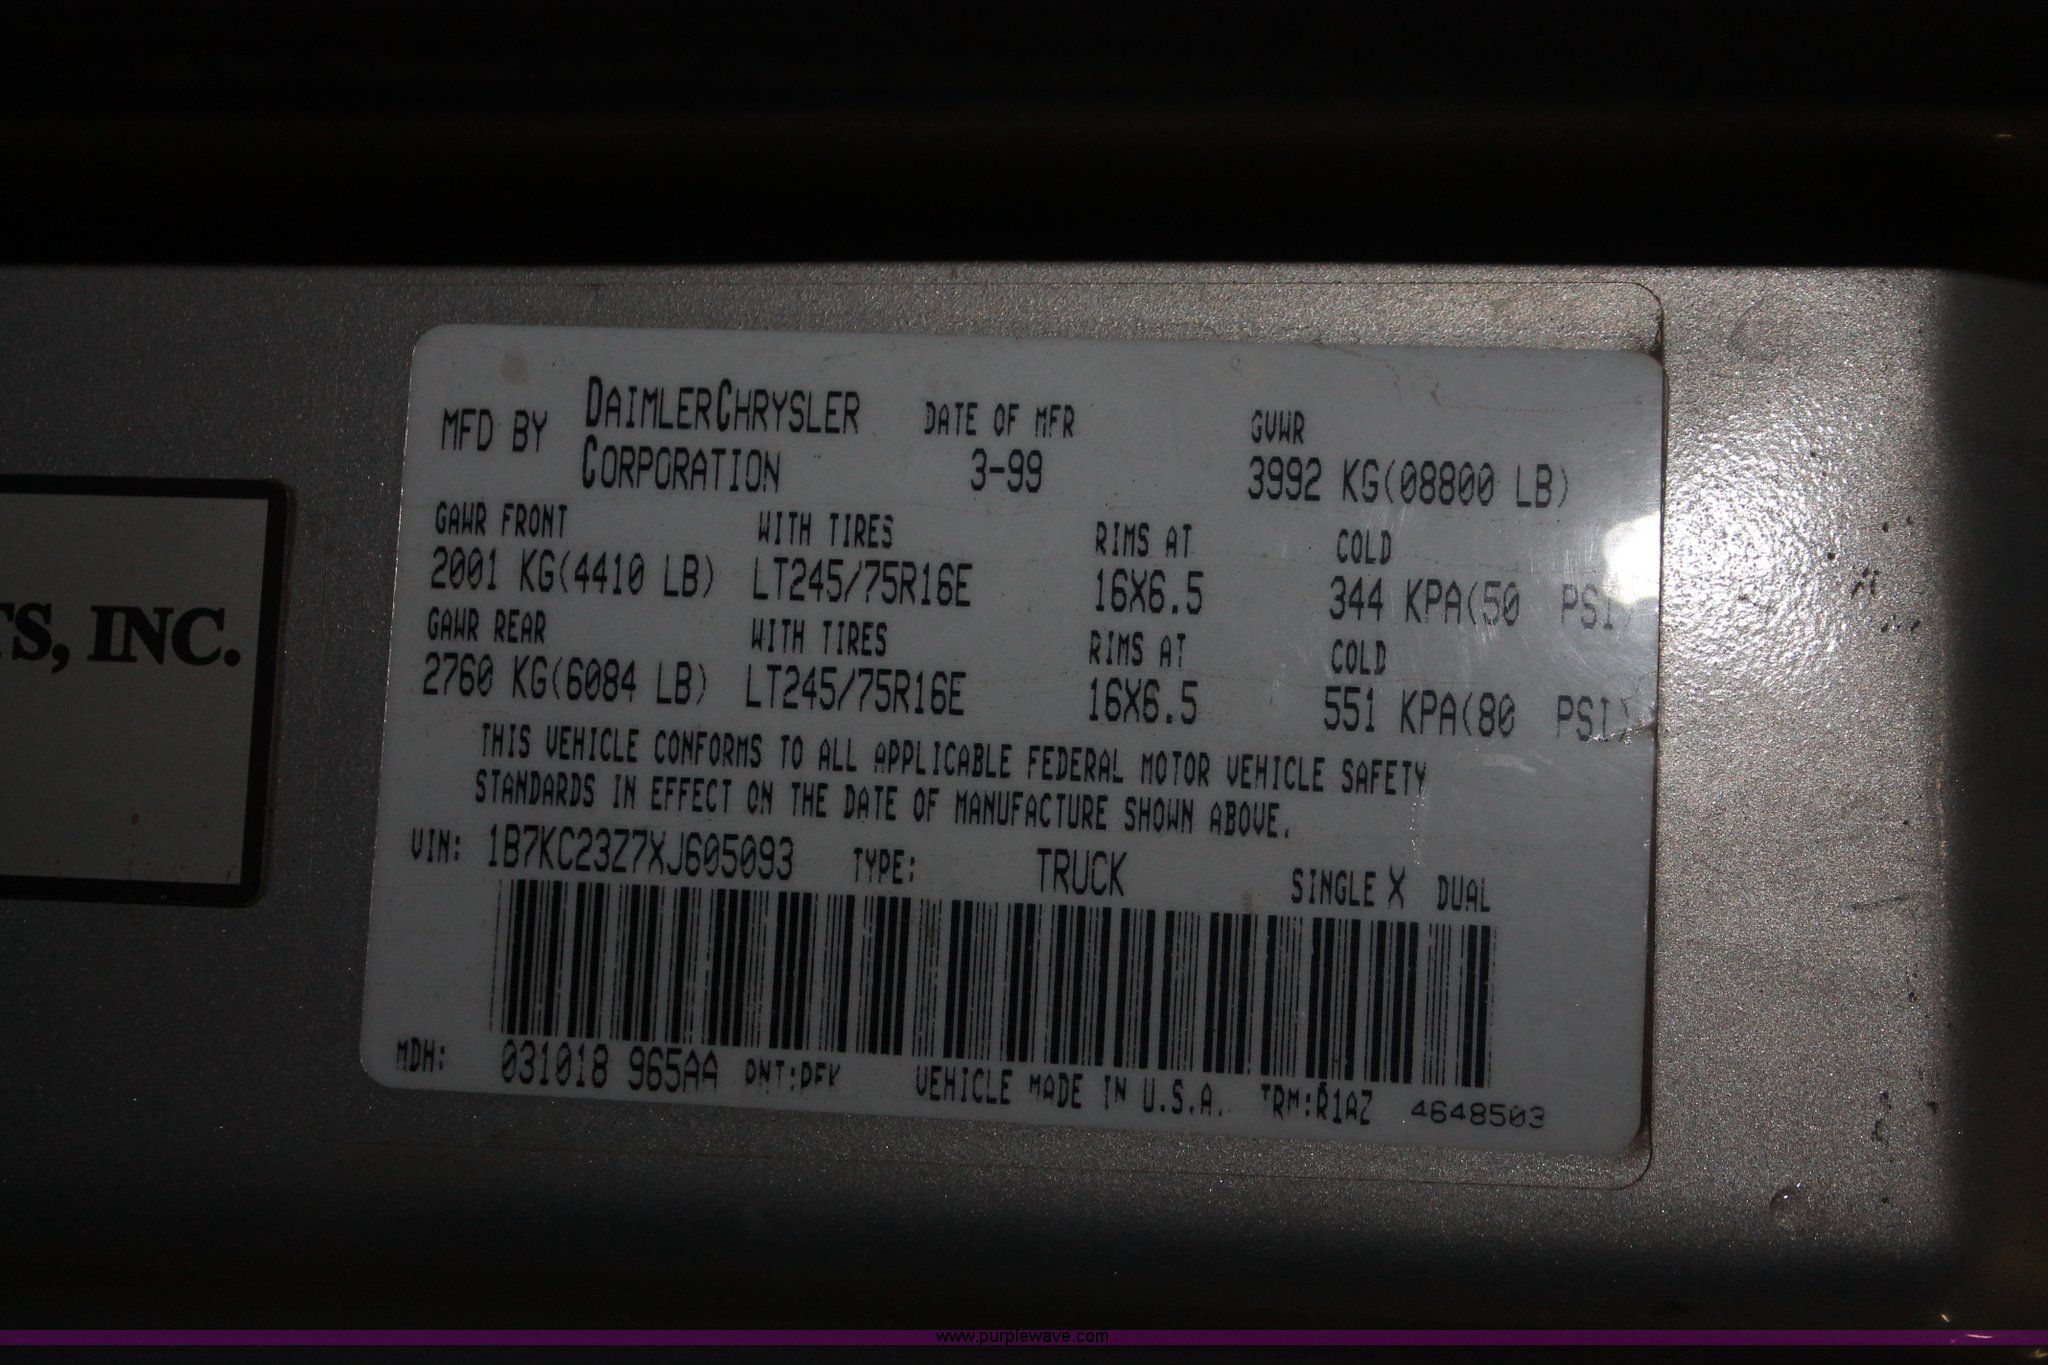 MFD BY DAIMLERCHRYSLER CORPORATION DATE OF MFR 3-99 GVWR 3992 KG(08800 LB)
GAWR FRONT WITH TIRES RIMS AT COLD
2001 KG(4410 LB) LT245/75R16E 16X6.5 344 KPA(50 PSI)
GAWR REAR WITH TIRES RIMS AT COLD
2760 KG(6084 LB) LT245/75R16E 16X6.5 551 KPA(80 PSI)
THIS VEHICLE CONFORMS TO ALL APPLICABLE FEDERAL MOTOR VEHICLE SAFETY
STANDARDS IN EFFECT ON THE DATE OF MANUFACTURE SHOWN ABOVE.
VIN: 1B7KC23Z7XJ605093 TYPE: TRUCK SINGLE X DUAL
MDH: 031018 965AA VEHICLE MADE IN U.S.A. TRM:R1AZ 4648503
INC.
www.purplewave.com